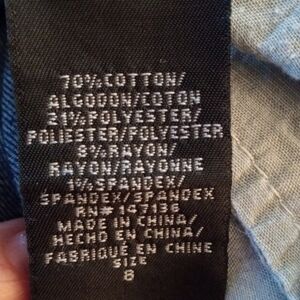 70%COTTON/
ALGODON/COTON
21%POLYESTER/
POLIESTER/POLYESTER
8%RAYON/
RAYON/RAYONNE
1%SPANDEX/
SPANDEX/SPANDEX
RN# 147136
MADE IN CHINA/
HECHO EN CHINA/
FABRIQUÉ EN CHINE
SIZE
8